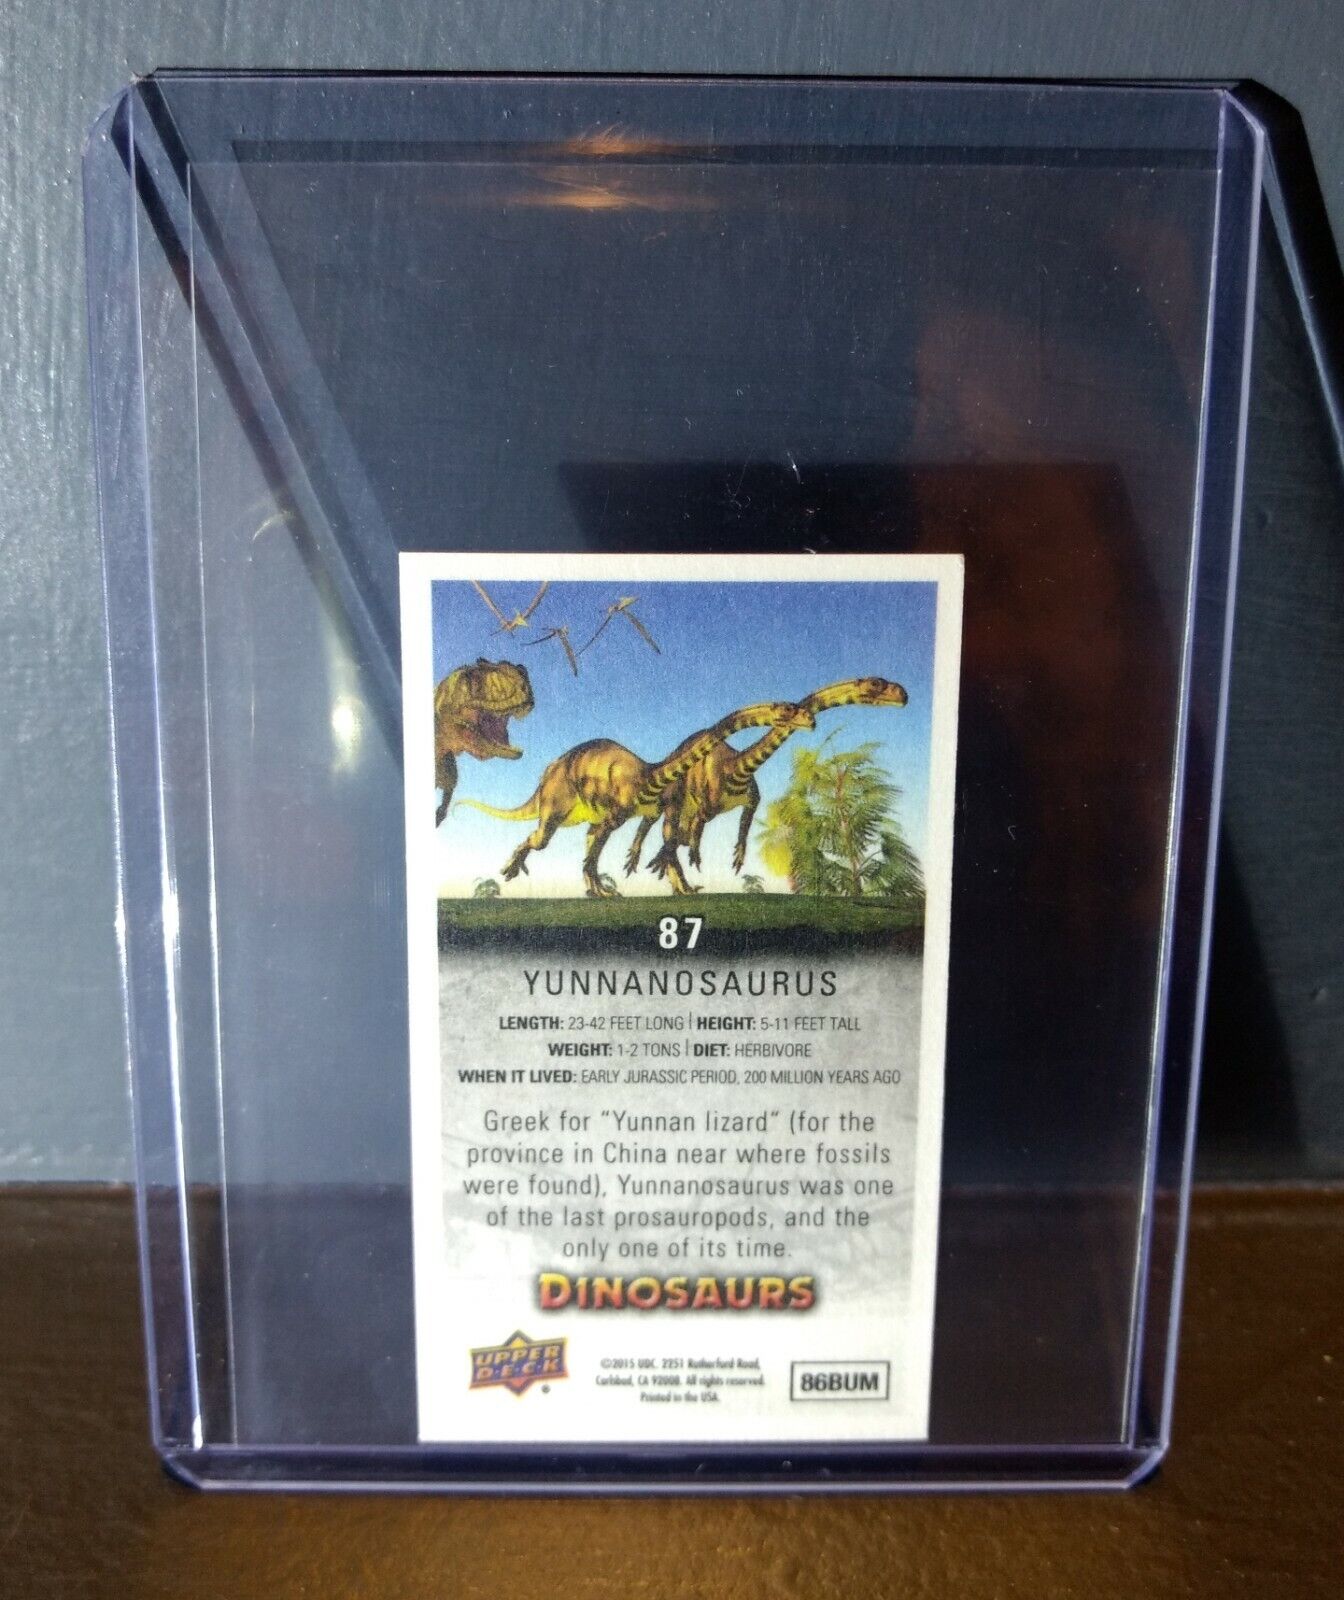 87
YUNNANOSAURUS
LENGTH: 23-42 FEET LONG | HEIGHT: 5-11 FEET TALL
WEIGHT: 1-2 TONS | DIET: HERBIVORE
WHEN IT LIVED: EARLY JURASSIC PERIOD, 200 MILLION YEARS AGO
Greek for "Yunnan lizard" (for the
province in China near where fossils
were found), Yunnanosaurus was one
of the last prosauropods, and the
only one of its time.
DINOSAURS
UPPER
D·E·C·K
©2015 UDC. 2251 Rutherford Road,
Carlsbad, CA 92008. All rights reserved.
Printed in the USA.
86BUM